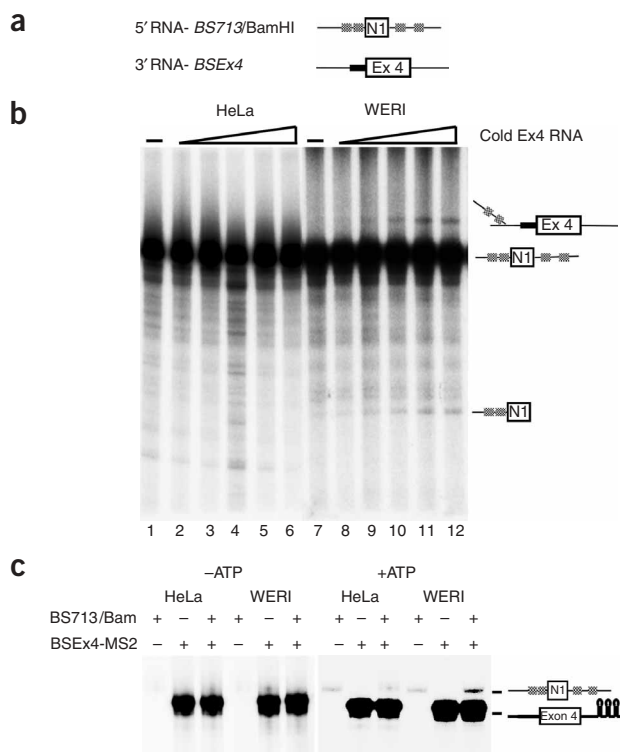 a
5′ RNA- BS713/BamHI
N1
3′ RNA- BSEx4
Ex 4
b
HeLa
WERI
Cold Ex4 RNA
Ex 4
N1
N1
1 2 3 4 5 6 7 8 9 10 11 12
c
–ATP
+ATP
HeLa WERI HeLa WERI
BS713/Bam + – + + – + + – + + – +
BSEx4-MS2 – + + – + + – + + – + +
N1
Exon 4